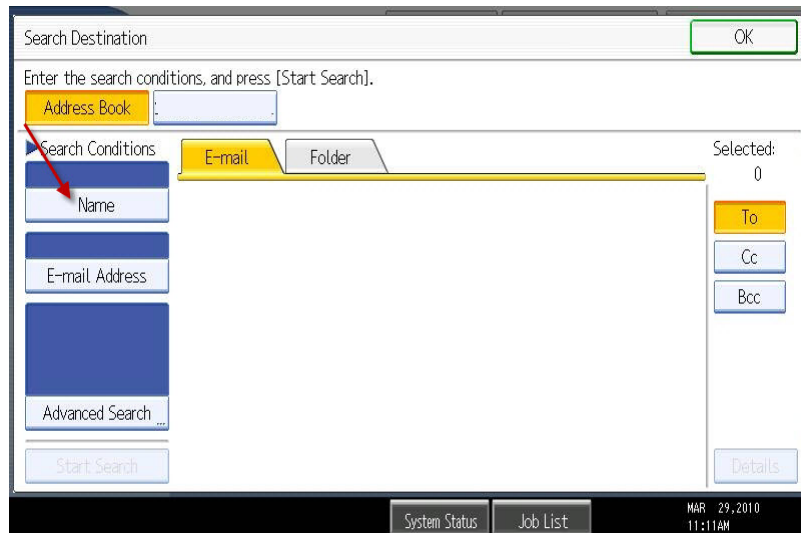 Search Destination
OK
Enter the search conditions, and press [Start Search].
Address Book
Search Conditions
E-mail
Folder
Selected:
0
Name
To
Cc
E-mail Address
Bcc
Advanced Search ...
Start Search
Details
System Status
Job List
MAR 29,2010
11:11AM